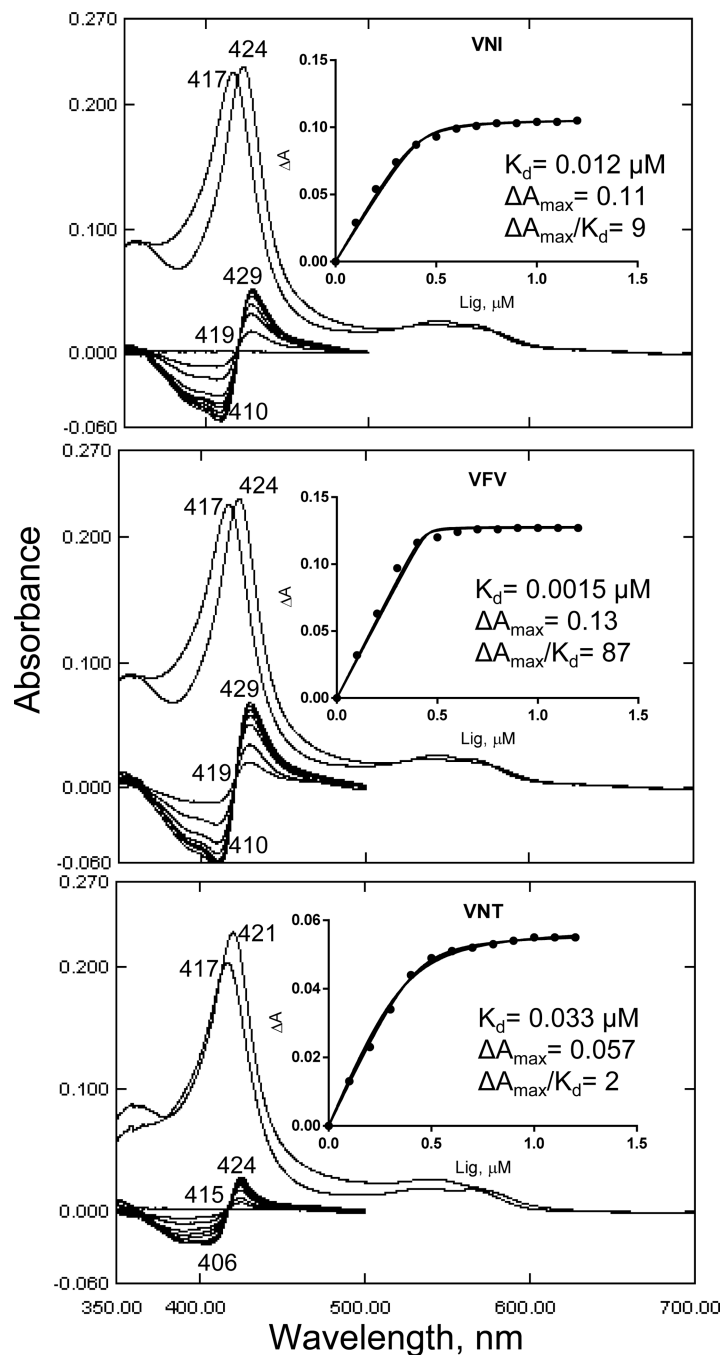 Absorbance
0.270
0.200
0.100
0.000
-0.060
417
424
429
419
410
VNI
ΔA
0.15
0.10
0.05
0.00
0.0
0.5
1.0
1.5
Lig, μM
Kd= 0.012 μM
ΔAmax= 0.11
ΔAmax/Kd= 9
0.270
0.200
0.100
0.000
-0.060
417
424
429
419
410
VFV
ΔA
0.15
0.10
0.05
0.00
0.0
0.5
1.0
1.5
Lig, μM
Kd= 0.0015 μM
ΔAmax= 0.13
ΔAmax/Kd= 87
0.270
0.200
0.100
0.000
-0.060
417
421
424
415
406
VNT
ΔA
0.06
0.04
0.02
0.00
0.0
0.5
1.0
1.5
Lig, μM
Kd= 0.033 μM
ΔAmax= 0.057
ΔAmax/Kd= 2
350.00
400.00
500.00
600.00
700.00
Wavelength, nm